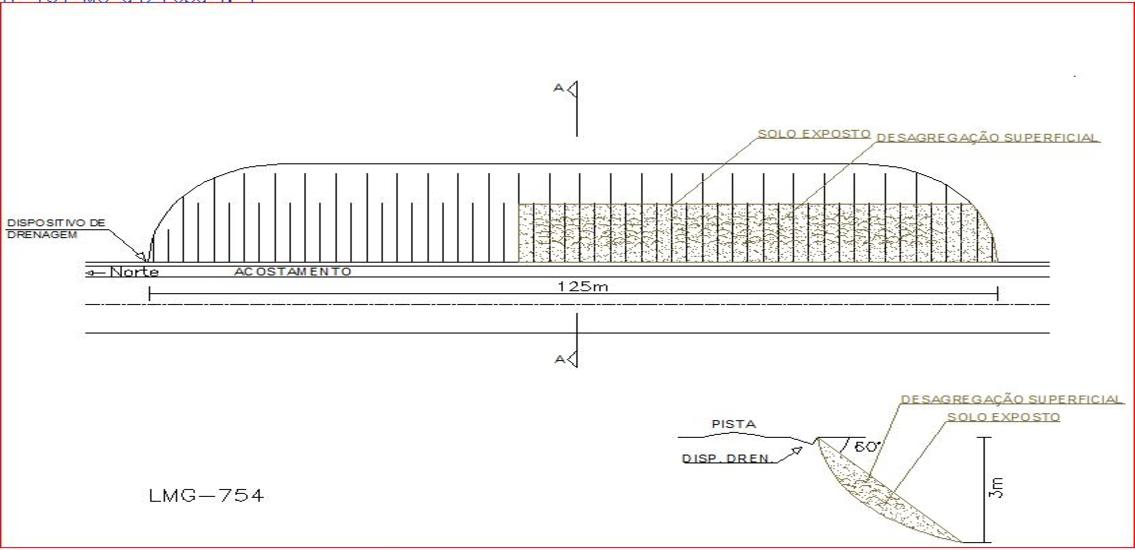 A
SOLO EXPOSTO
DESAGREGAÇÃO SUPERFICIAL
DISPOSITIVO DE
DRENAGEM
Norte
ACOSTAMENTO
125m
A
DESAGREGAÇÃO SUPERFICIAL
SOLO EXPOSTO
PISTA
60°
DISP. DREN.
3m
LMG-754